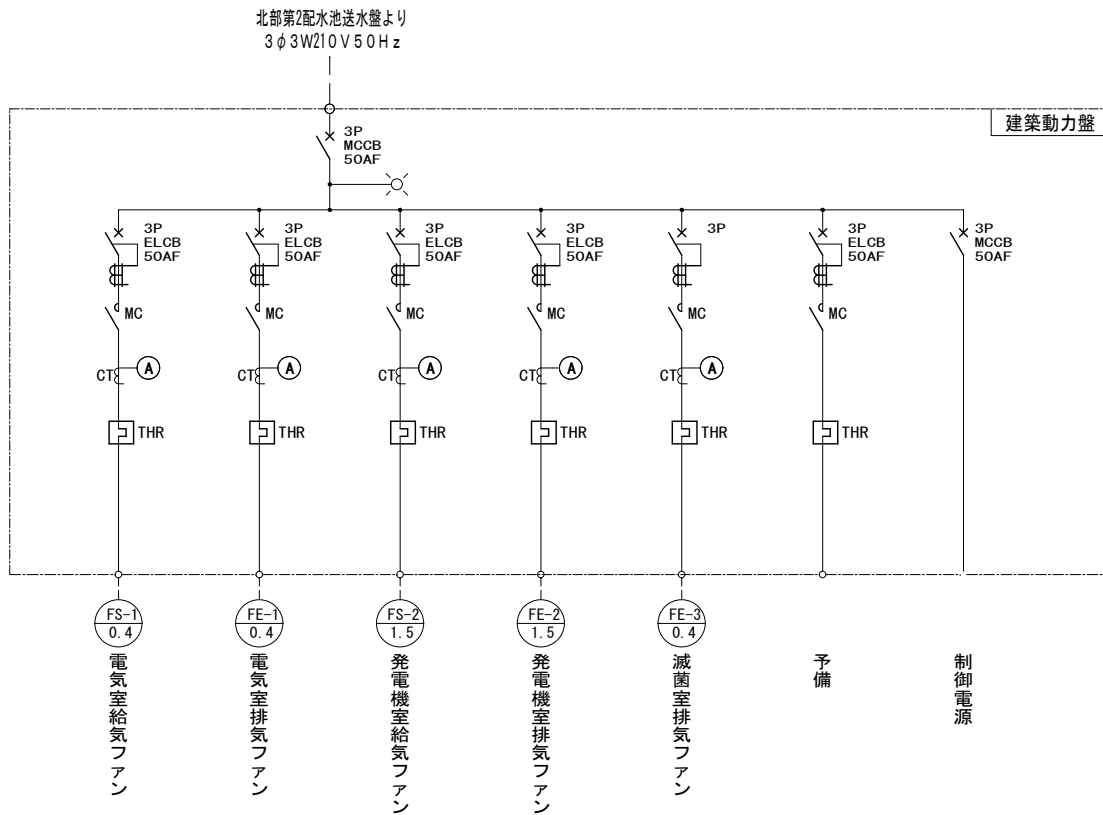 北部第2配水池送水盤より
3φ3W210V50Hz
建築動力盤
3P
MCCB
50AF
3P
ELCB
50AF
3P
ELCB
50AF
3P
ELCB
50AF
3P
ELCB
50AF
3P
3P
ELCB
50AF
3P
MCCB
50AF
MC
MC
MC
MC
MC
MC
CT
A
CT
A
CT
A
CT
A
CT
A
THR
THR
THR
THR
THR
THR
FS-1
0.4
FE-1
0.4
FS-2
1.5
FE-2
1.5
FE-3
0.4
電気室給気ファン
電気室排気ファン
発電機室給気ファン
発電機室排気ファン
滅菌室排気ファン
予備
制御電源